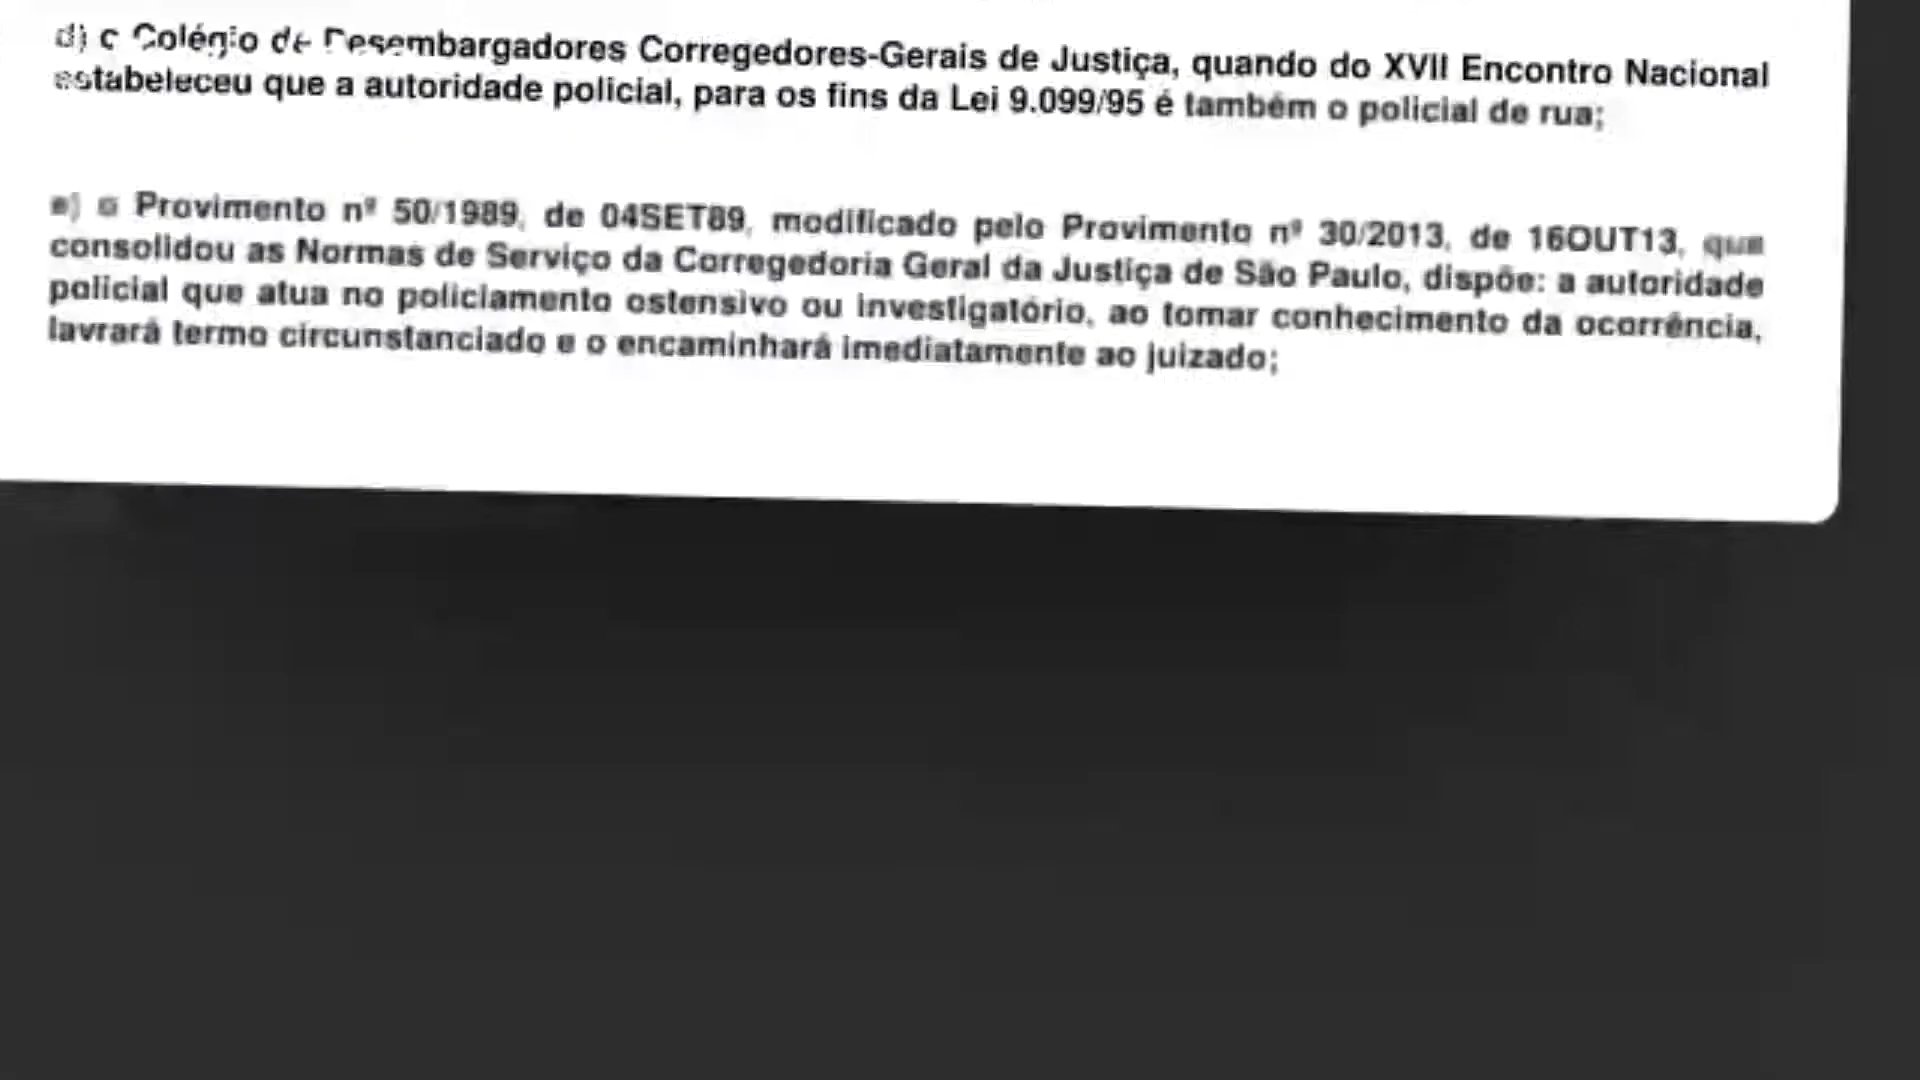 d) o Colégio de Desembargadores Corregedores-Gerais de Justiça, quando do XVII Encontro Nacional
estabeleceu que a autoridade policial, para os fins da Lei 9.099/95 é também o policial de rua;
e) o Provimento nº 50/1989, de 04SET89, modificado pelo Provimento nº 30/2013, de 16OUT13, que
consolidou as Normas de Serviço da Corregedoria Geral da Justiça de São Paulo, dispõe: a autoridade
policial que atua no policiamento ostensivo ou investigatório, ao tomar conhecimento da ocorrência,
lavrará termo circunstanciado e o encaminhará imediatamente ao juizado;